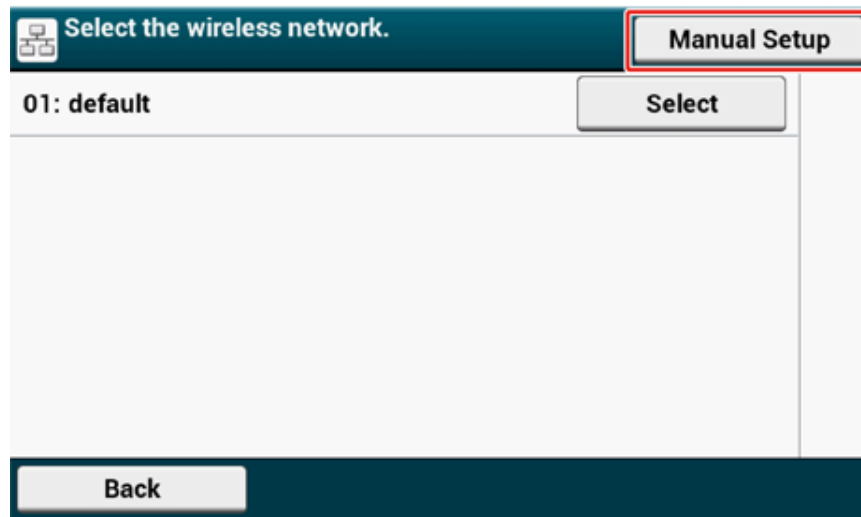 Select the wireless network.
Manual Setup
01: default
Select
Back